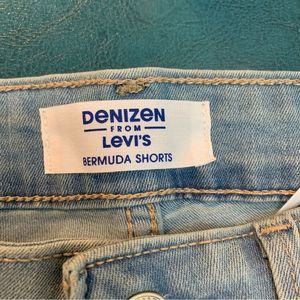 DENIZEN
FROM
LEVI'S
BERMUDA SHORTS